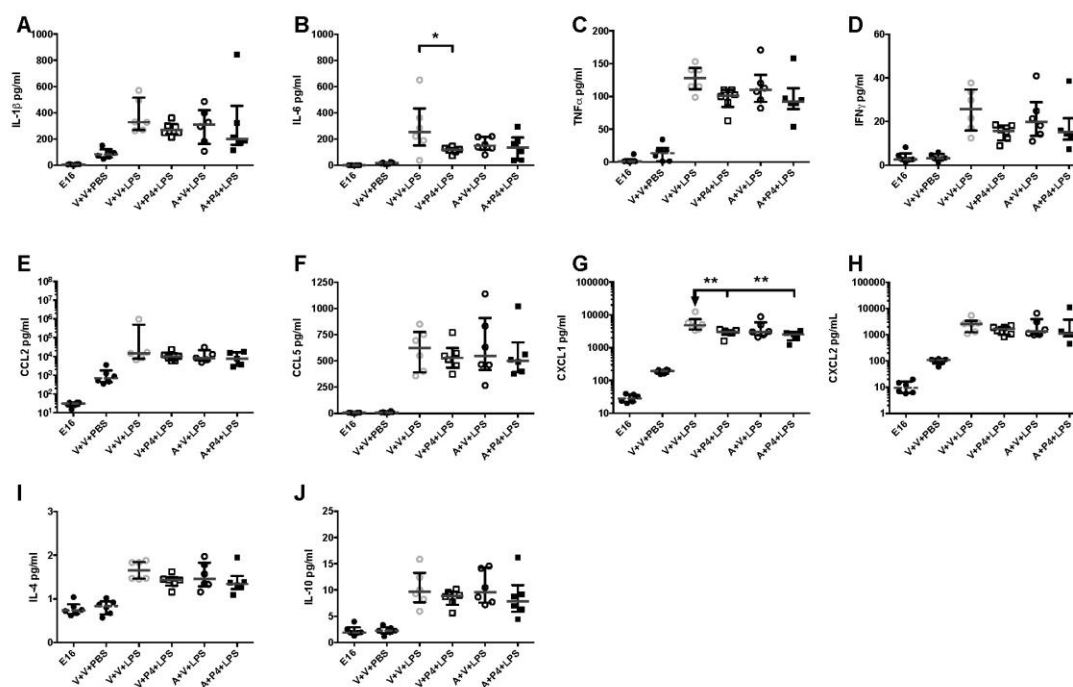 A
IL-1β pg/ml
1000
800
600
400
200
0
E16
V+V+PBS
V+V+LPS
V+P4+LPS
A+V+LPS
A+P4+LPS
B
IL-6 pg/ml
1000
800
600
400
200
0
*
E16
V+V+PBS
V+V+LPS
V+P4+LPS
A+V+LPS
A+P4+LPS
C
TNFα pg/ml
200
150
100
50
0
E16
V+V+PBS
V+V+LPS
V+P4+LPS
A+V+LPS
A+P4+LPS
D
IFNγ pg/ml
60
40
20
0
E16
V+V+PBS
V+V+LPS
V+P4+LPS
A+V+LPS
A+P4+LPS
E
CCL2 pg/ml
10⁸
10⁷
10⁶
10⁵
10⁴
10³
10²
10¹
E16
V+V+PBS
V+V+LPS
V+P4+LPS
A+V+LPS
A+P4+LPS
F
CCL5 pg/ml
1250
1000
750
500
250
0
E16
V+V+PBS
V+V+LPS
V+P4+LPS
A+V+LPS
A+P4+LPS
G
CXCL1 pg/ml
100000
10000
1000
100
10
** **
E16
V+V+PBS
V+V+LPS
V+P4+LPS
A+V+LPS
A+P4+LPS
H
CXCL2 pg/mL
100000
10000
1000
100
10
1
E16
V+V+PBS
V+V+LPS
V+P4+LPS
A+V+LPS
A+P4+LPS
I
IL-4 pg/ml
3
2
1
0
E16
V+V+PBS
V+V+LPS
V+P4+LPS
A+V+LPS
A+P4+LPS
J
IL-10 pg/ml
25
20
15
10
5
0
E16
V+V+PBS
V+V+LPS
V+P4+LPS
A+V+LPS
A+P4+LPS